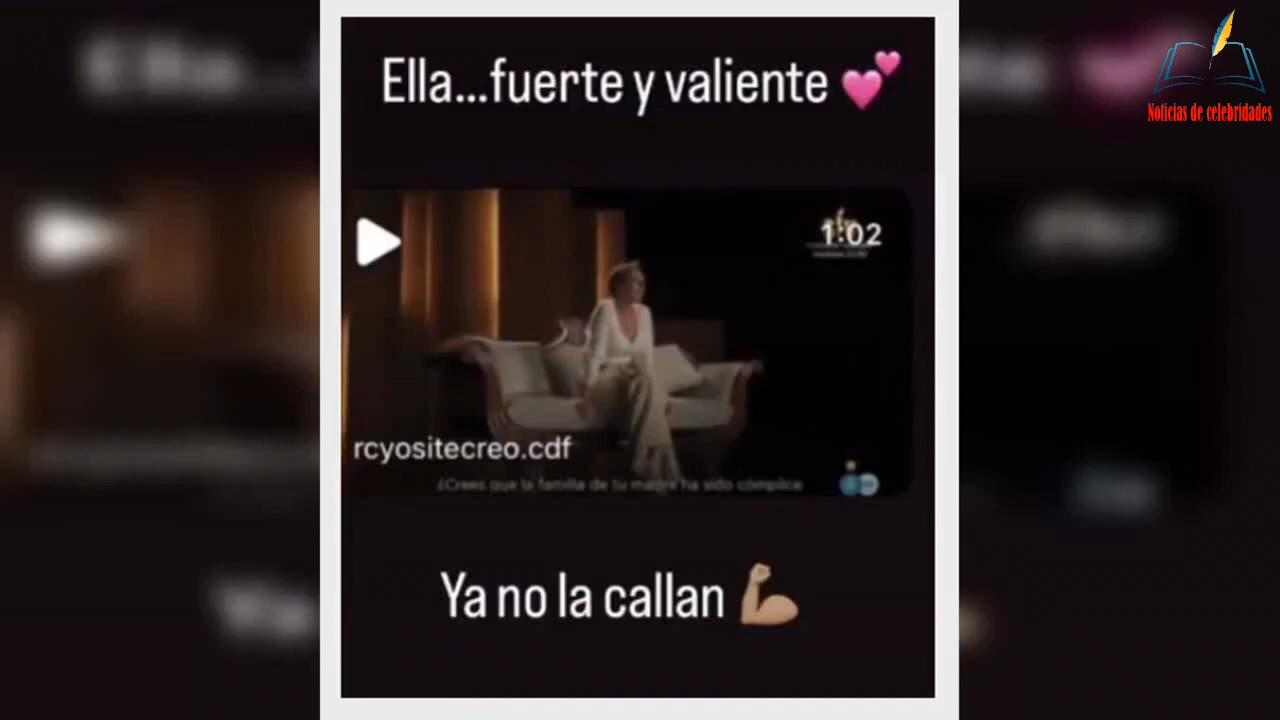 Ella...fuerte y valiente 💕
Noticias de celebridades
1:02
rcyositecreo.cdf
¿Crees que la familia de tu madre ha sido cómplice
Ya no la callan 💪🏼